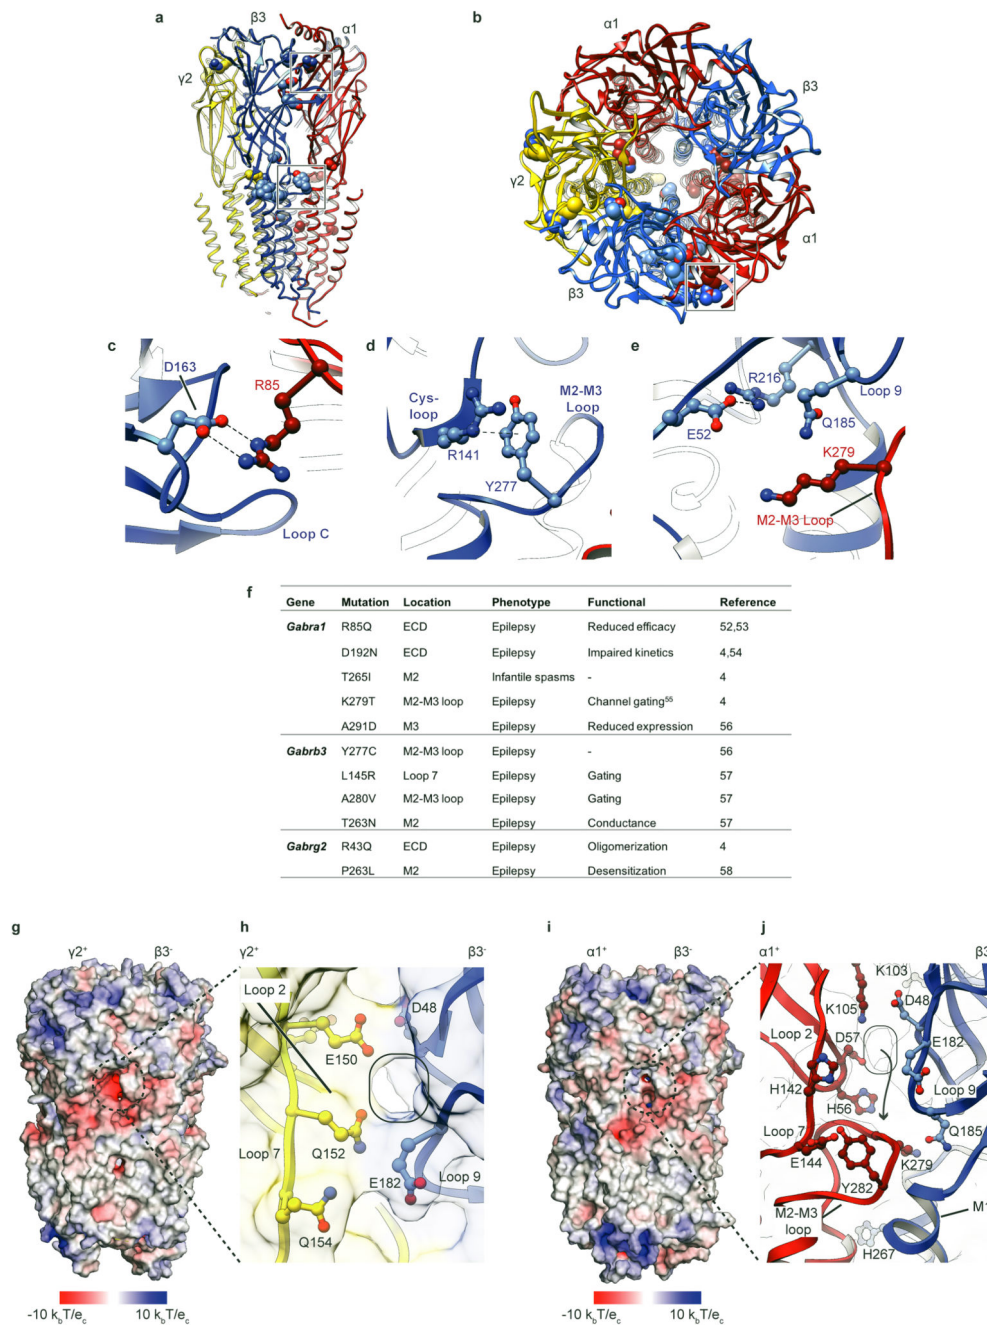 a
β3
α1
γ2
b
α1
β3
γ2
α1
β3
c
D163
R85
Loop C
d
Cys-
loop
M2-M3
Loop
R141
Y277
e
R216
Loop 9
E52
Q185
K279
M2-M3 Loop
f
Gene Mutation Location Phenotype Functional Reference
Gabra1 R85Q ECD Epilepsy Reduced efficacy 52,53
D192N ECD Epilepsy Impaired kinetics 4,54
T265I M2 Infantile spasms - 4
K279T M2-M3 loop Epilepsy Channel gating⁵⁵ 4
A291D M3 Epilepsy Reduced expression 56
Gabrb3 Y277C M2-M3 loop Epilepsy - 56
L145R Loop 7 Epilepsy Gating 57
A280V M2-M3 loop Epilepsy Gating 57
T263N M2 Epilepsy Conductance 57
Gabrg2 R43Q ECD Epilepsy Oligomerization 4
P263L M2 Epilepsy Desensitization 58
g
γ2⁺ β3⁻
-10 kbT/ec 10 kbT/ec
h
γ2⁺ β3⁻
Loop 2
D48
E150
Loop 7
Q152
E182
Loop 9
Q154
i
α1⁺ β3⁻
-10 kbT/ec 10 kbT/ec
j
α1⁺ β3
K103
K105
D48
Loop 2
D57
E182
H142
Loop 9
H56
Loop 7
Q185
E144
K279
Y282
M2-M3
loop
M1
H267